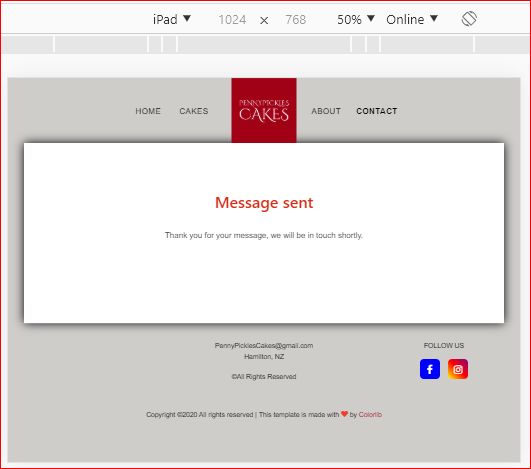 iPad ▼ 1024 × 768 50% ▼ Online ▼
HOME CAKES PENNYPICKLES CAKES ABOUT CONTACT
Message sent
Thank you for your message, we will be in touch shortly.
PennyPicklesCakes@gmail.com FOLLOW US
Hamilton, NZ
©All Rights Reserved
Copyright ©2020 All rights reserved | This template is made with ❤ by Colorlib